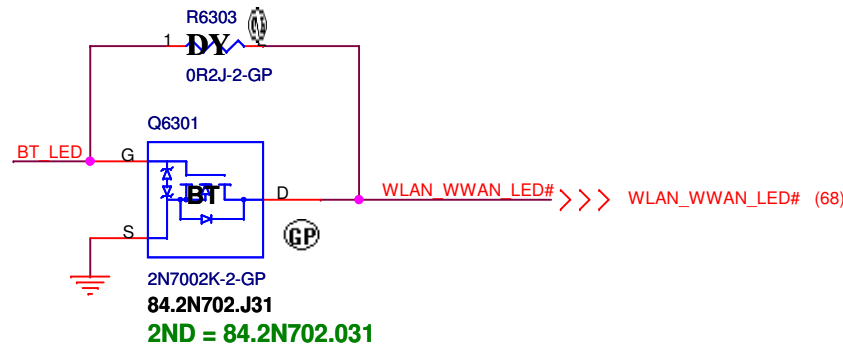 R6303
1 DY
0R2J-2-GP
Q6301
BT_LED G
BT
D WLAN_WWAN_LED# WLAN_WWAN_LED# (68)
S
GP
2N7002K-2-GP
84.2N702.J31
2ND = 84.2N702.031